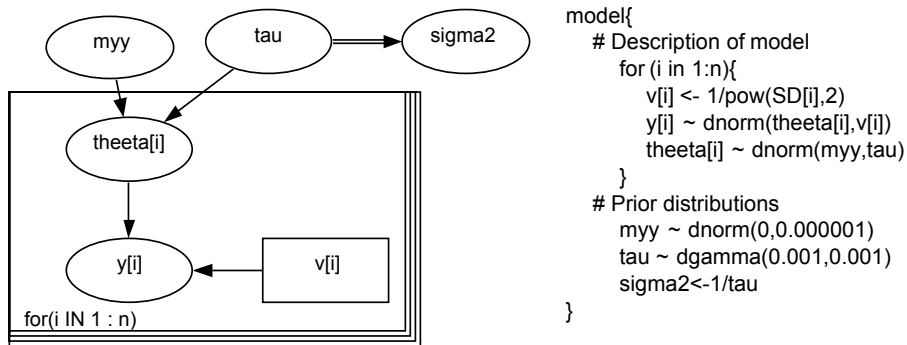 myy
tau
sigma2
theeta[i]
y[i]
v[i]
for(i IN 1 : n)
model{
# Description of model
for (i in 1:n){
v[i] <- 1/pow(SD[i],2)
y[i] ~ dnorm(theeta[i],v[i])
theeta[i] ~ dnorm(myy,tau)
}
# Prior distributions
myy ~ dnorm(0,0.000001)
tau ~ dgamma(0.001,0.001)
sigma2<-1/tau
}